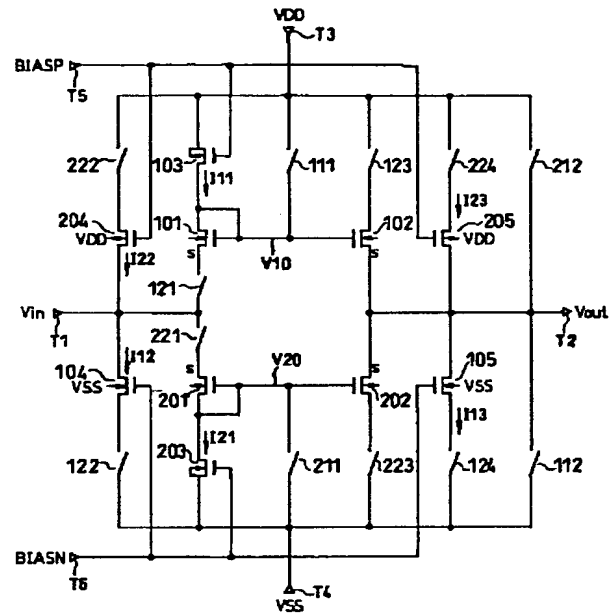 VDD
T3
BIASP
T5
222
103
111
123
224
212
I11
I23
204
101
102
205
VDD
VDD
I22
S
V10
S
121
Vin
Vout
T1
T2
221
I12
V20
104
S
S
105
VSS
VSS
201
202
I13
203
I21
122
211
223
124
112
BIASN
T6
T4
VSS